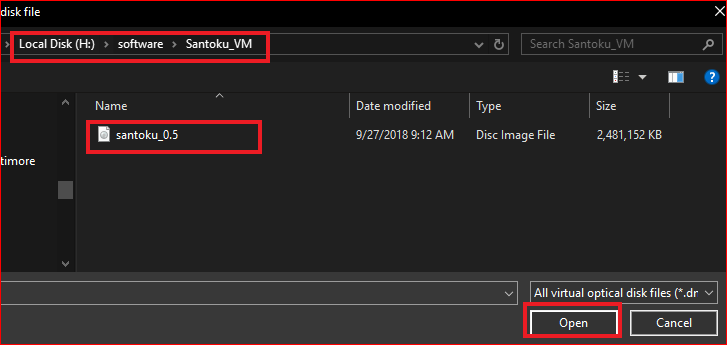 disk file
Local Disk (H:) > software > Santoku_VM
Search Santoku_VM
Name
Date modified
Type
Size
santoku_0.5
9/27/2018 9:12 AM
Disc Image File
2,481,152 KB
timore
All virtual optical disk files (*.dr
Open
Cancel